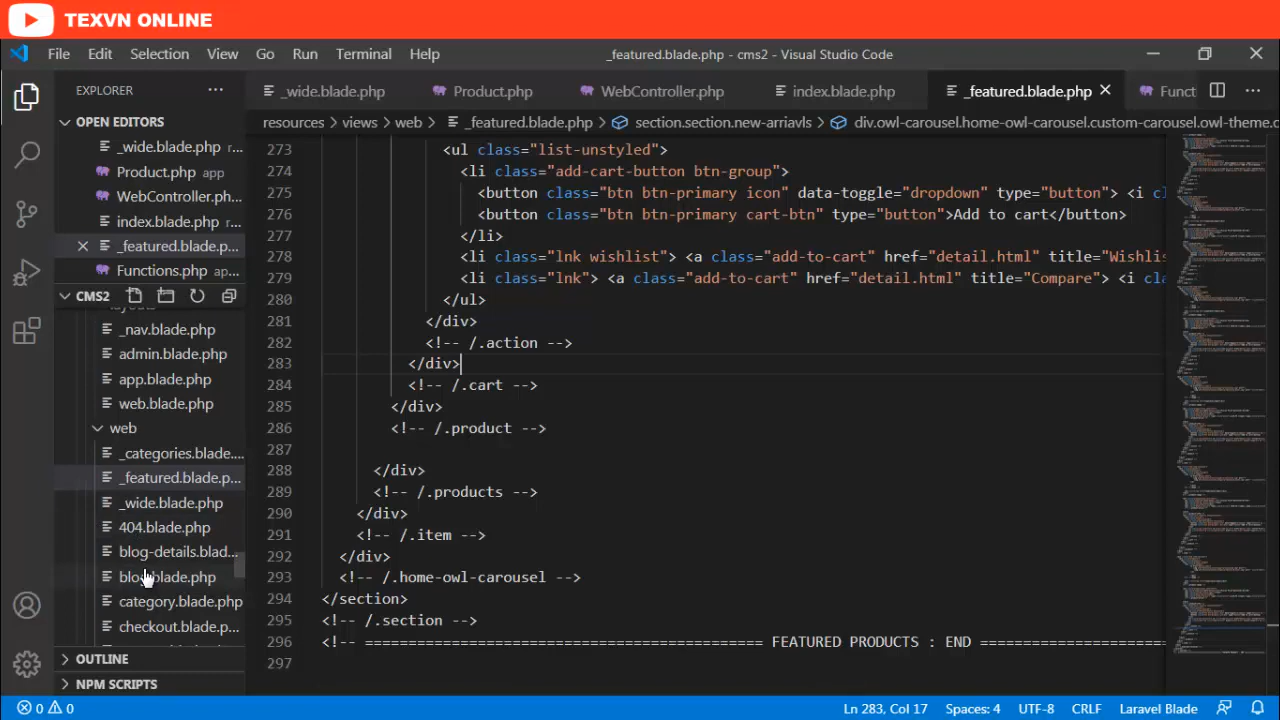 TEXVN ONLINE
File Edit Selection View Go Run Terminal Help _featured.blade.php - cms2 - Visual Studio Code
EXPLORER
_wide.blade.php Product.php WebController.php index.blade.php _featured.blade.php Funct
resources > views > web > _featured.blade.php > section.section.new-arriavls > div.owl-carousel.home-owl-carousel.custom-carousel.owl-theme.o
OPEN EDITORS
_wide.blade.php r...
Product.php app
WebController.ph...
index.blade.php r...
_featured.blade.p...
Functions.php ap...
CMS2
layouts
_nav.blade.php
admin.blade.php
app.blade.php
web.blade.php
web
_categories.blade....
_featured.blade.p...
_wide.blade.php
404.blade.php
blog-details.blad...
blog.blade.php
category.blade.php
checkout.blade.p...
OUTLINE
NPM SCRIPTS
273 <ul class="list-unstyled">
274 <li class="add-cart-button btn-group">
275 <button class="btn btn-primary icon" data-toggle="dropdown" type="button"> <i c
276 <button class="btn btn-primary cart-btn" type="button">Add to cart</button>
277 </li>
278 <li class="lnk wishlist"> <a class="add-to-cart" href="detail.html" title="Wishlis
279 <li class="lnk"> <a class="add-to-cart" href="detail.html" title="Compare"> <i cl
280 </ul>
281 </div>
282 <!-- /.action -->
283 </div>
284 <!-- /.cart -->
285 </div>
286 <!-- /.product -->
287
288 </div>
289 <!-- /.products -->
290 </div>
291 <!-- /.item -->
292 </div>
293 <!-- /.home-owl-carousel -->
294 </section>
295 <!-- /.section -->
296 <!-- ============================================== FEATURED PRODUCTS : END ======================
297
0 0 Ln 283, Col 17 Spaces: 4 UTF-8 CRLF Laravel Blade